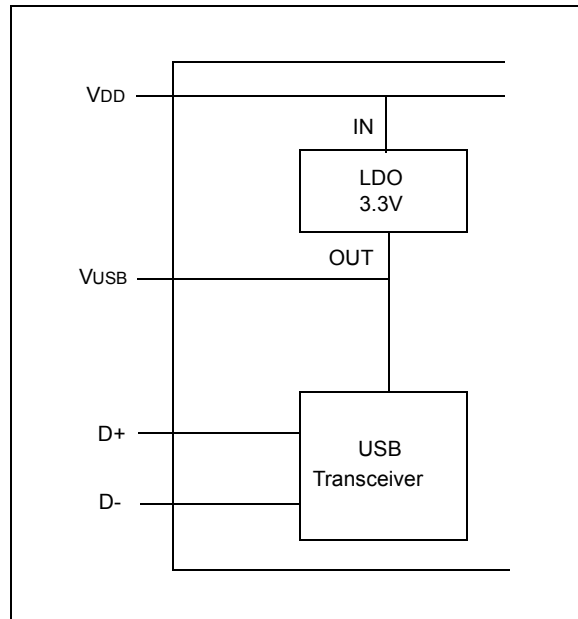 VDD
IN
LDO
3.3V
OUT
VUSB
D+
USB
Transceiver
D-